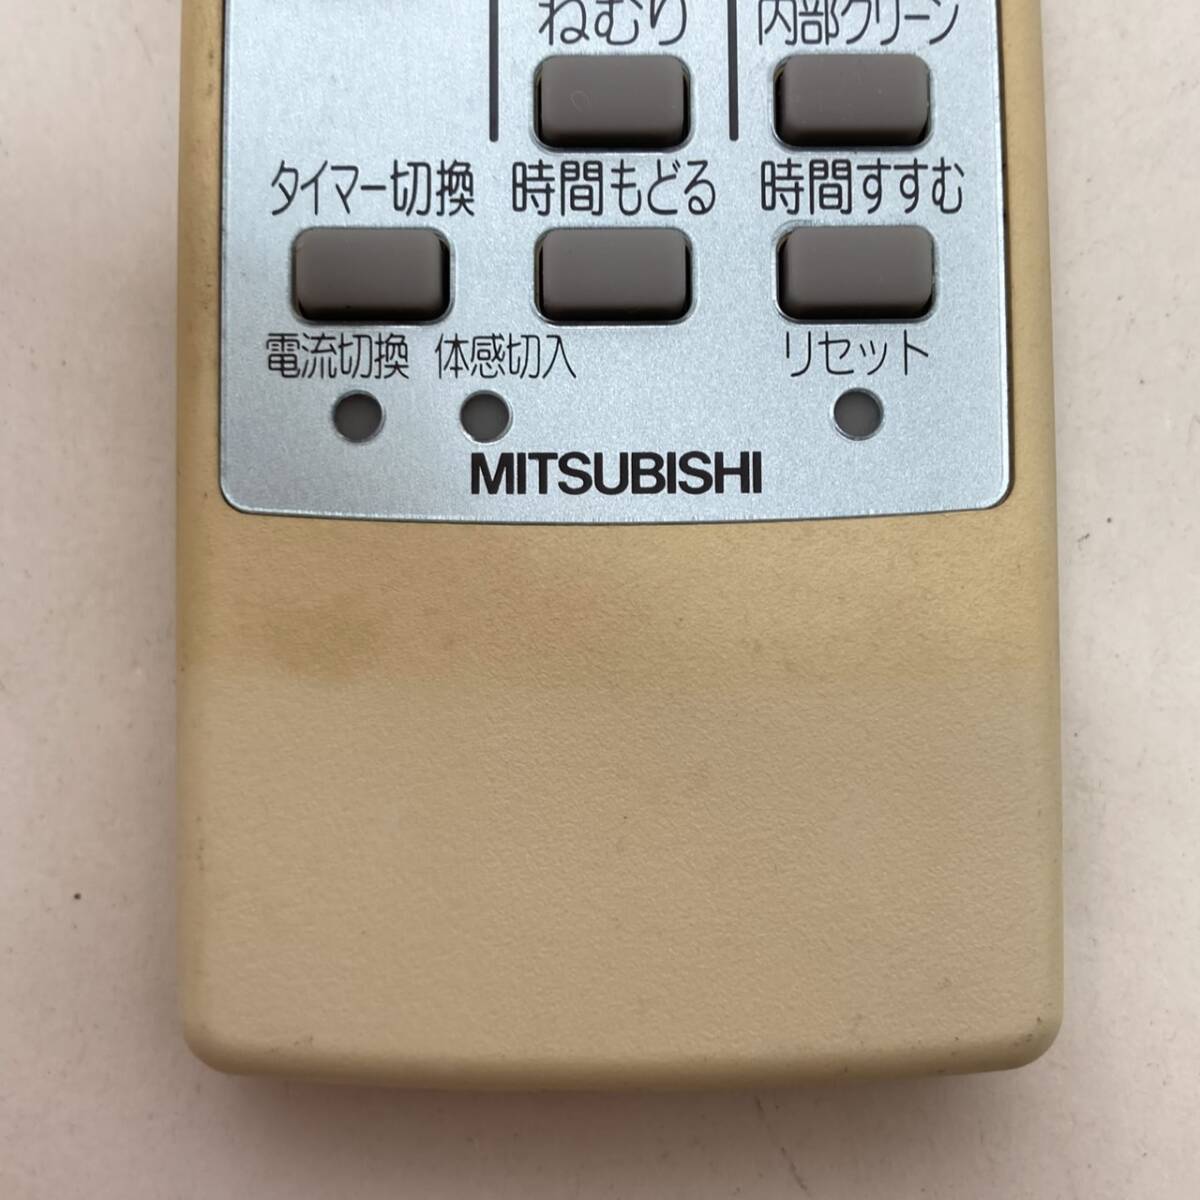 ねむり 内部クリーン
タイマー切換 時間もどる 時間すすむ
電流切換 体感切入 リセット
MITSUBISHI